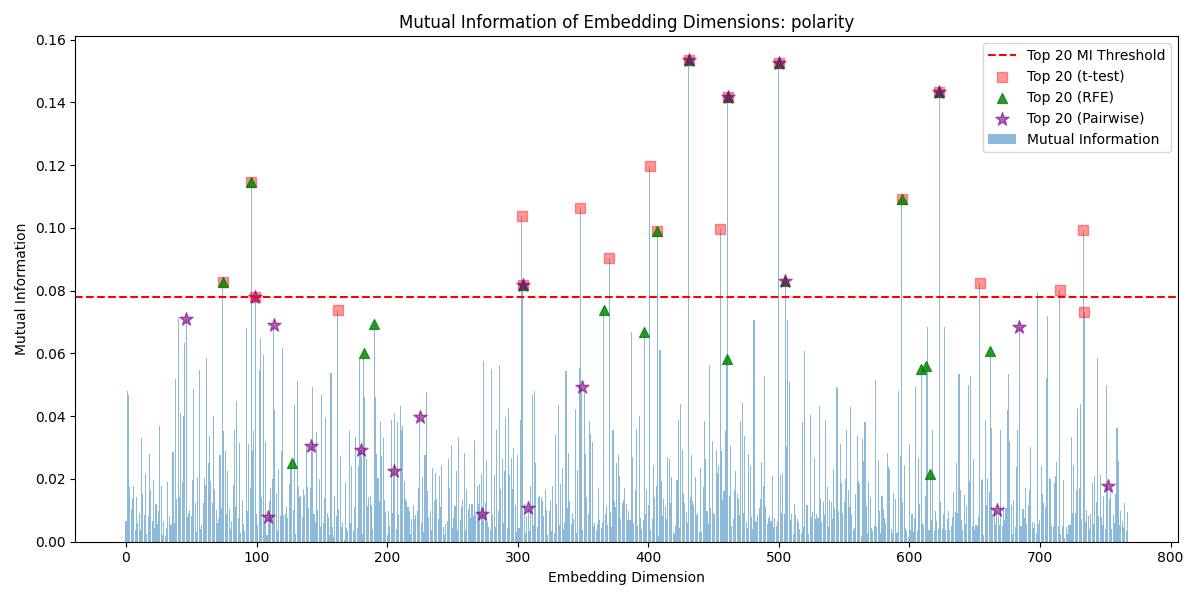 Mutual Information of Embedding Dimensions: polarity
Mutual Information
0.16
0.14
0.12
0.10
0.08
0.06
0.04
0.02
0.00
Top 20 MI Threshold
Top 20 (t-test)
Top 20 (RFE)
Top 20 (Pairwise)
Mutual Information
0
100
200
300
400
500
600
700
800
Embedding Dimension